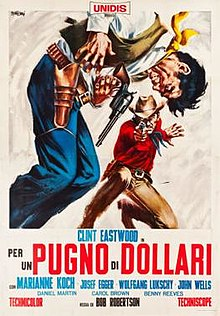 UNIDIS
CLINT EASTWOOD
IN
PER UN PUGNO DI DOLLARI
CON MARIANNE KOCH JOSEF EGGER WOLFGANG LUKSCHY JOHN WELLS
DANIEL MARTIN CAROL BROWN BENNY REEVES
TECHNICOLOR REGIA DI BOB ROBERTSON TECHNISCOPE